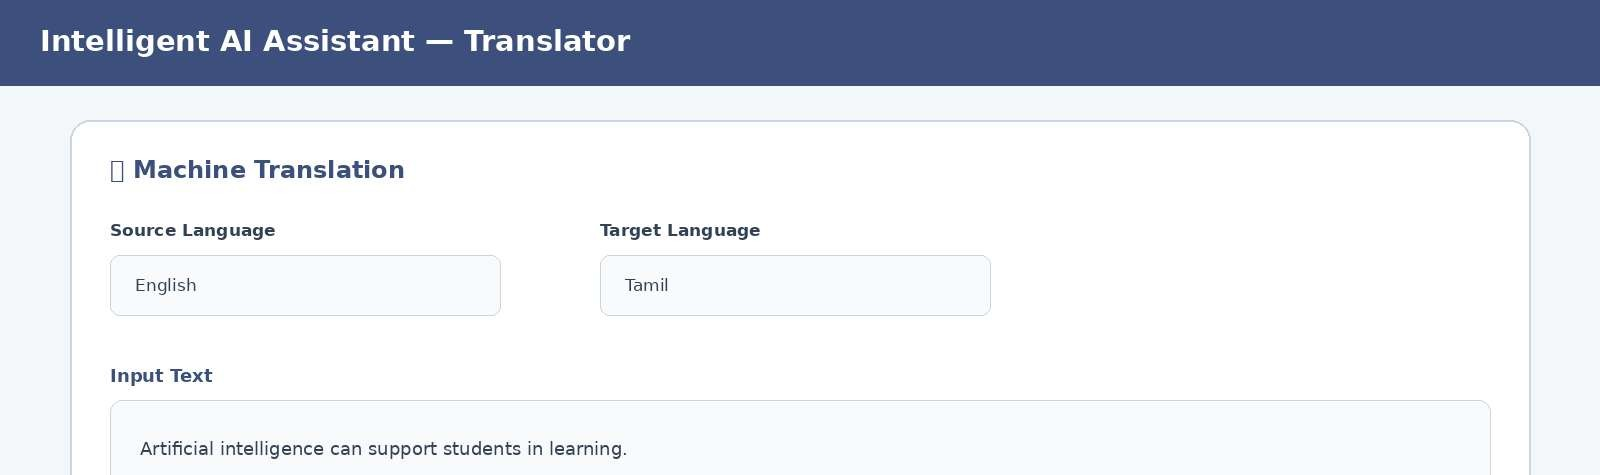 Intelligent AI Assistant — Translator
Machine Translation
Source Language
Target Language
English
Tamil
Input Text
Artificial intelligence can support students in learning.